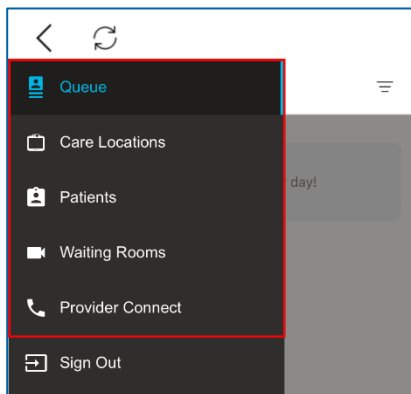 Queue
Care Locations
day!
Patients
Waiting Rooms
Provider Connect
Sign Out